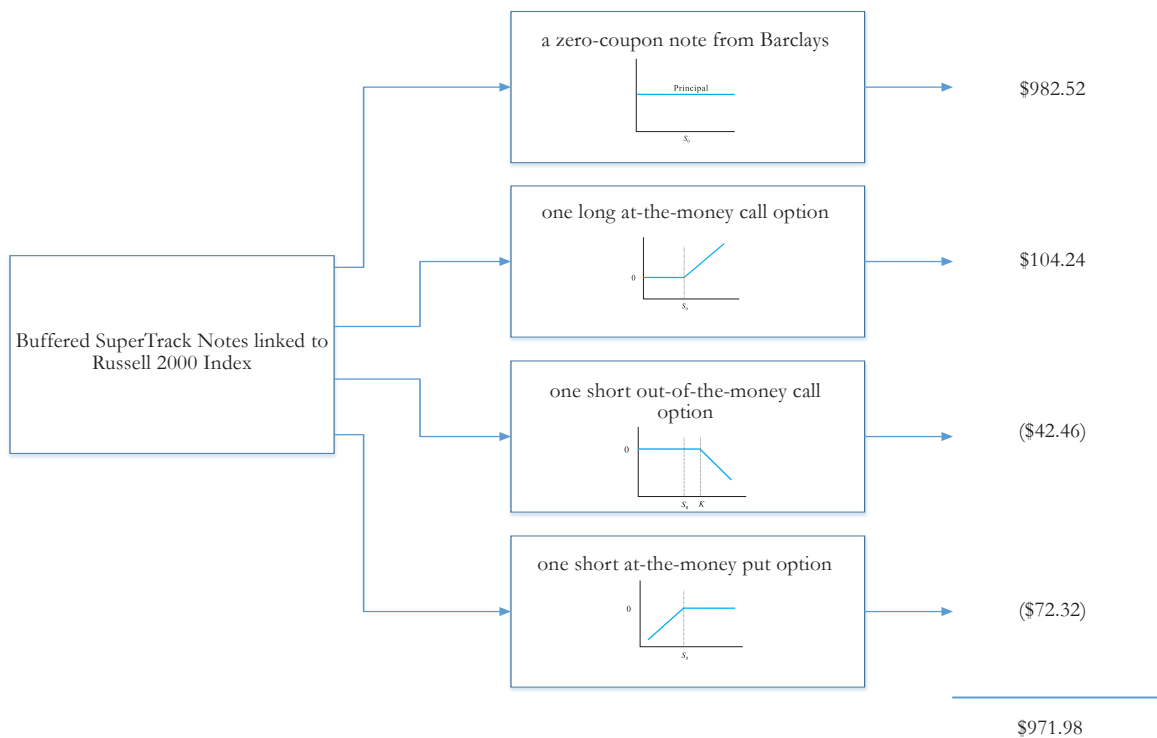 a zero-coupon note from Barclays
Principal
S₀
$982.52
one long at-the-money call option
0
S₀
$104.24
Buffered SuperTrack Notes linked to
Russell 2000 Index
one short out-of-the-money call
option
0
S₀ K
($42.46)
one short at-the-money put option
0
S₀
($72.32)
$971.98